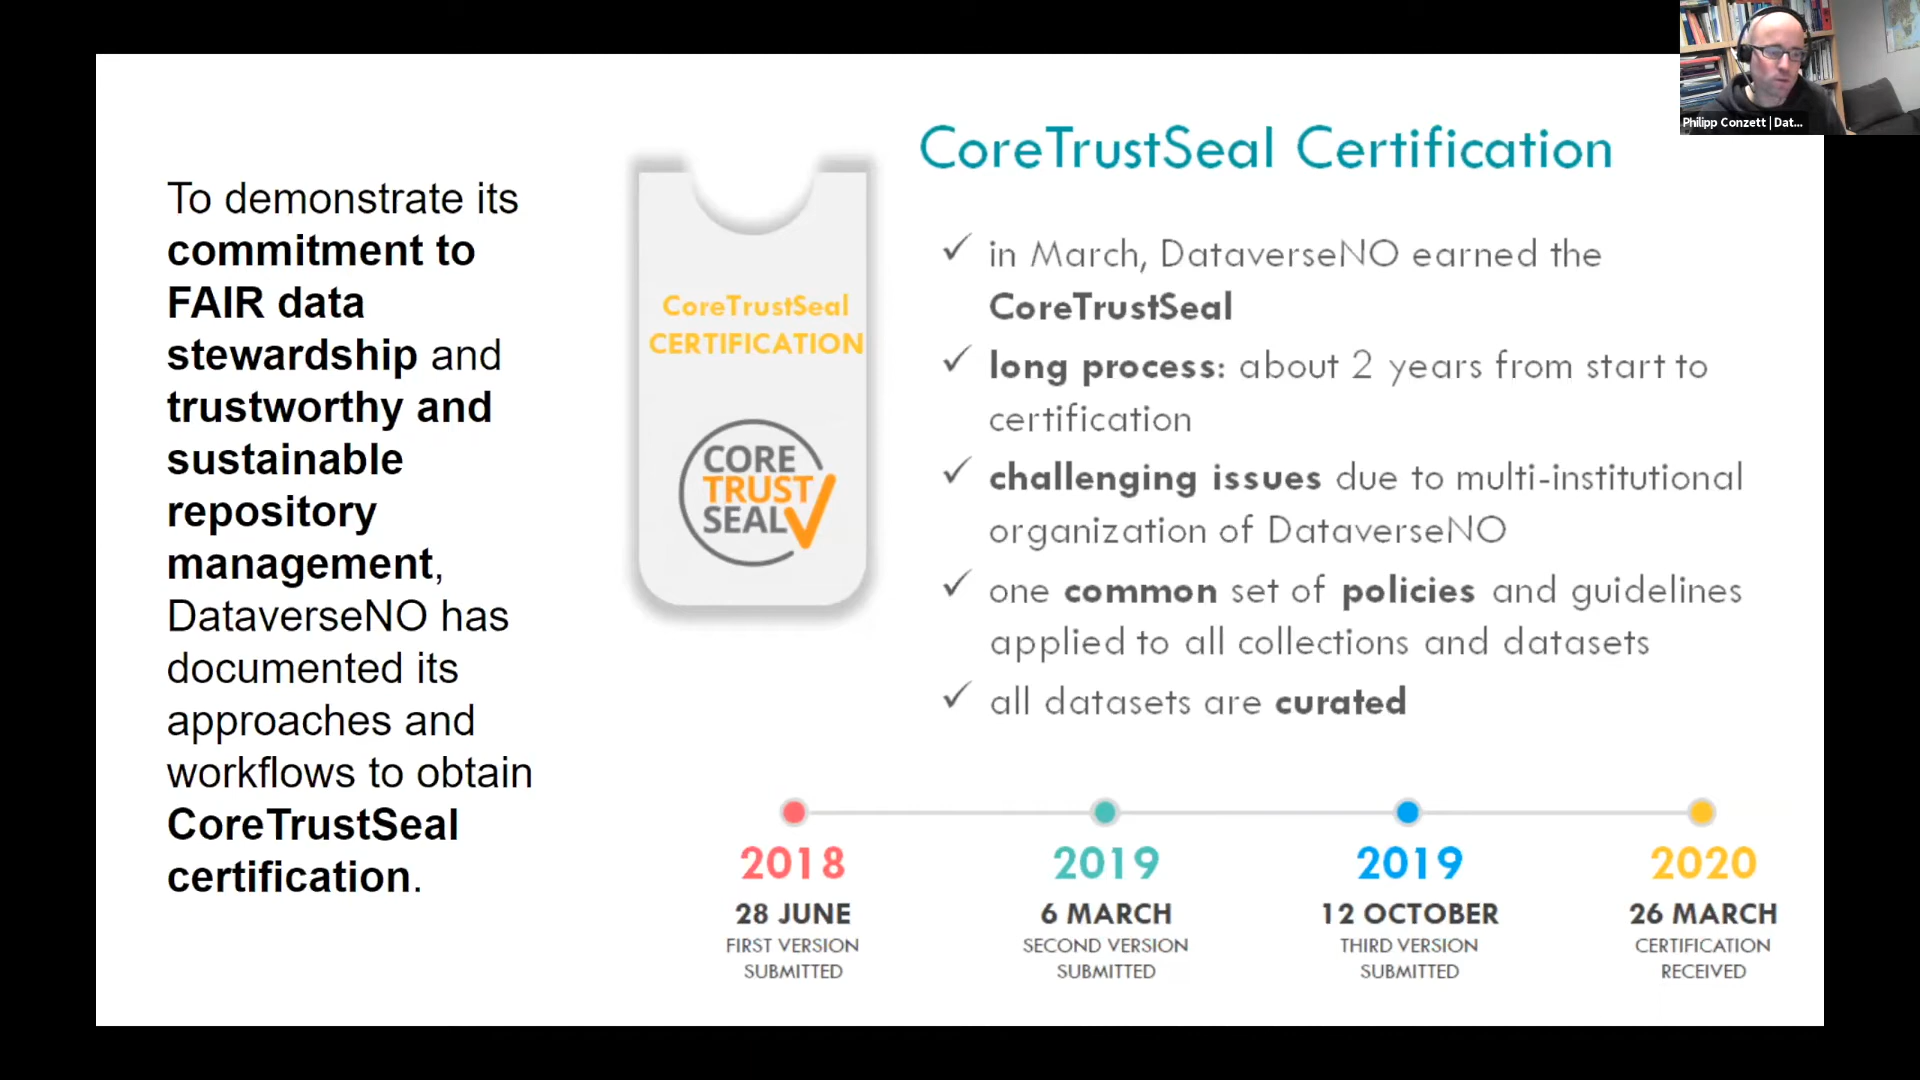 To demonstrate its
commitment to
FAIR data
stewardship and
trustworthy and
sustainable
repository
management,
DataverseNO has
documented its
approaches and
workflows to obtain
CoreTrustSeal
certification.
CoreTrustSeal
CERTIFICATION
CORE
TRUST
SEAL
CoreTrustSeal Certification
✓ in March, DataverseNO earned the
CoreTrustSeal
✓ long process: about 2 years from start to
certification
✓ challenging issues due to multi-institutional
organization of DataverseNO
✓ one common set of policies and guidelines
applied to all collections and datasets
✓ all datasets are curated
2018
28 JUNE
FIRST VERSION
SUBMITTED
2019
6 MARCH
SECOND VERSION
SUBMITTED
2019
12 OCTOBER
THIRD VERSION
SUBMITTED
2020
26 MARCH
CERTIFICATION
RECEIVED
Philipp Conzett | Dat...